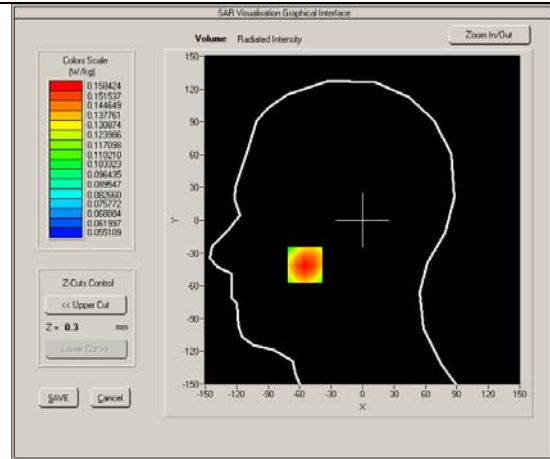 SAR Visualisation Graphical Interface
Volume Radiated Intensity
Zoom In/Out
Colors Scale
(W/kg)
0.158424
0.151537
0.144649
0.137761
0.130874
0.123986
0.117098
0.110210
0.103323
0.096435
0.089547
0.082660
0.075772
0.068884
0.061997
0.055109
Z-Cuts Control
<< Upper Cut
Z = 0.3 mm
SAVE
Cancel
150
120
90
60
30
Y
0
-30
-60
-90
-120
-150
-150 -120 -90 -60 -30 0 30 60 90 120 150
X